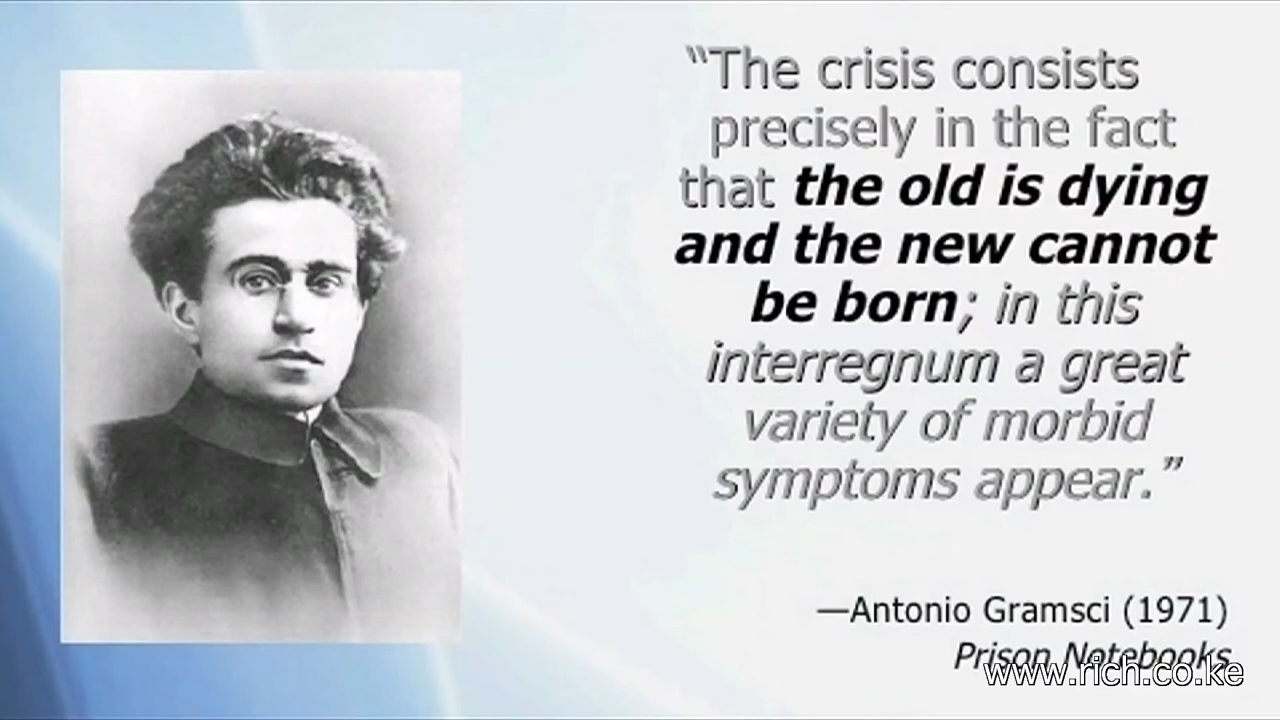 “The crisis consists
precisely in the fact
that the old is dying
and the new cannot
be born; in this
interregnum a great
variety of morbid
symptoms appear.”
—Antonio Gramsci (1971)
Prison Notebooks
www.rich.co.ke